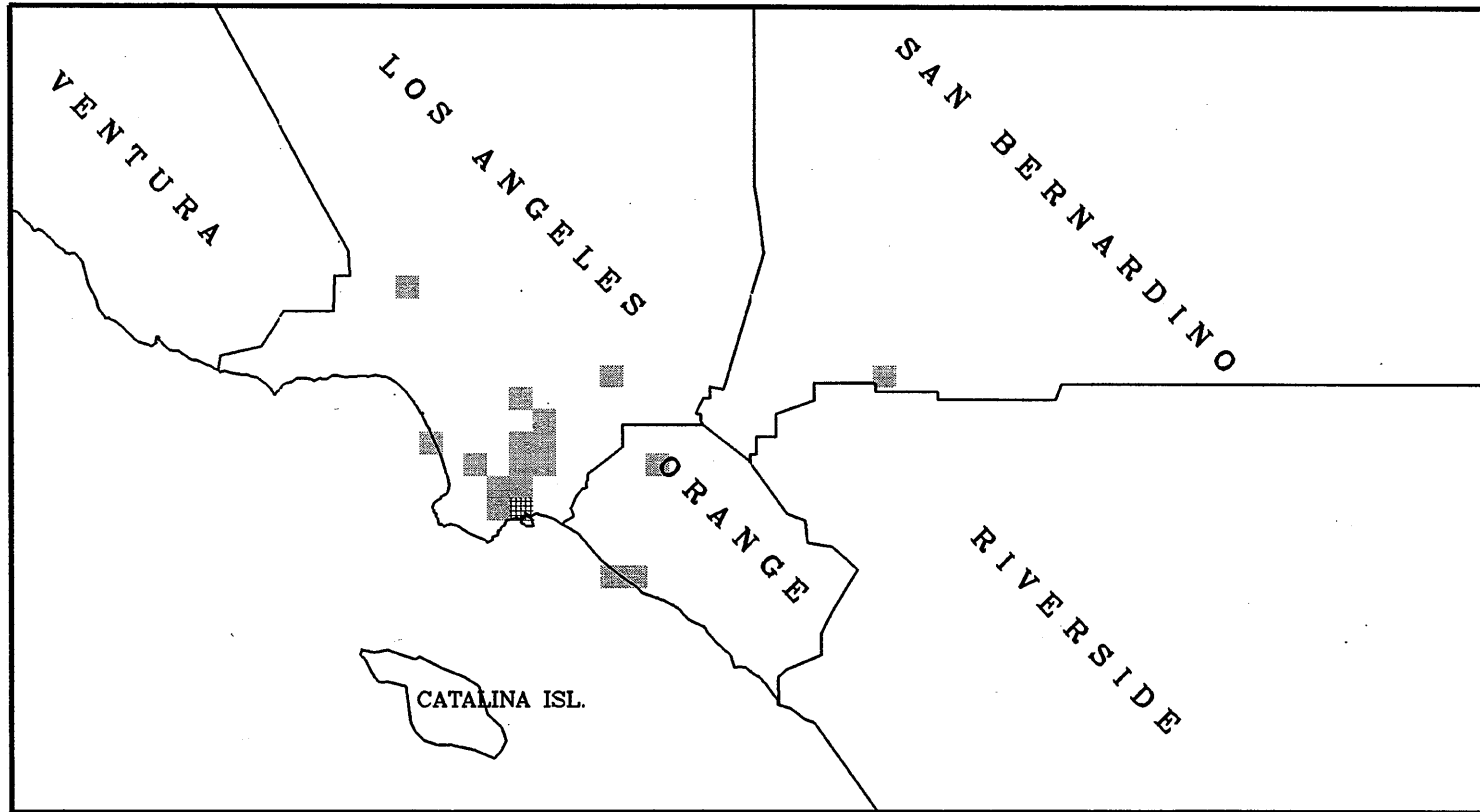 VENTURA
LOS ANGELES
SAN BERNARDINO
ORANGE
RIVERSIDE
CATALINA ISL.